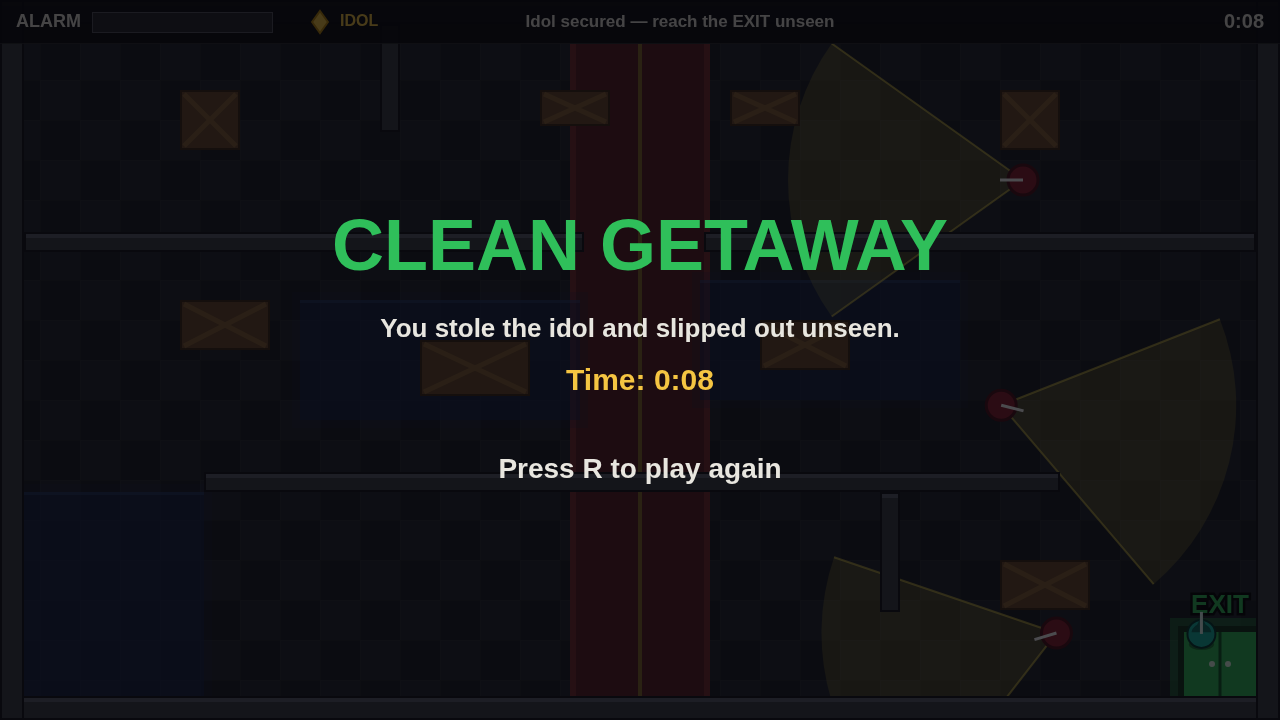 ALARM
IDOL
Idol secured — reach the EXIT unseen
0:08
CLEAN GETAWAY
You stole the idol and slipped out unseen.
Time: 0:08
Press R to play again
EXIT